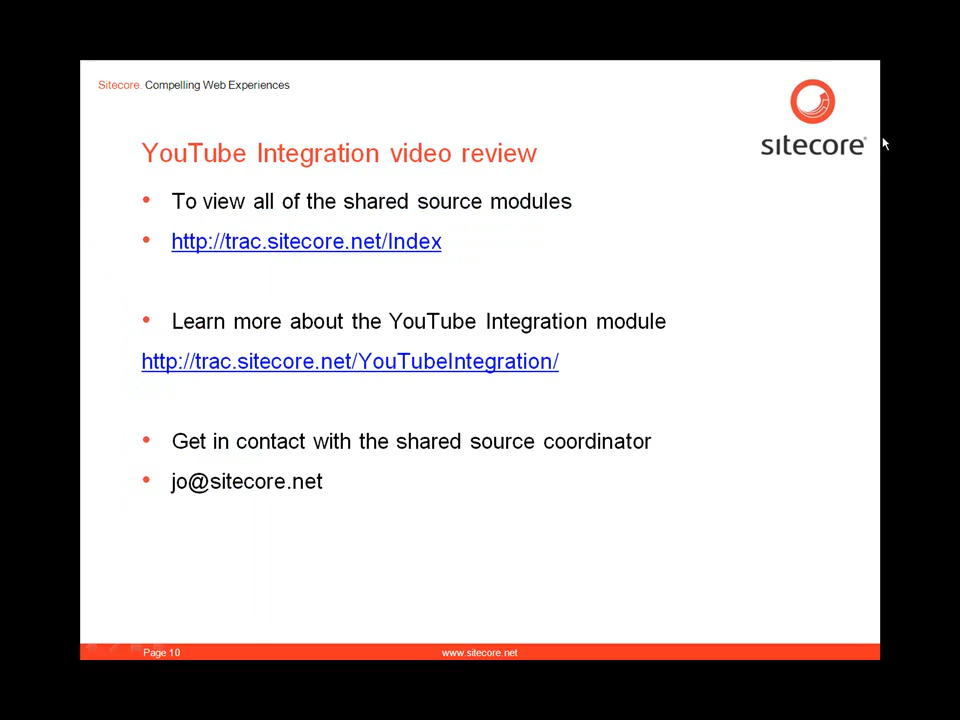 Sitecore. Compelling Web Experiences
sitecore
YouTube Integration video review
• To view all of the shared source modules
• http://trac.sitecore.net/Index
• Learn more about the YouTube Integration module
http://trac.sitecore.net/YouTubeIntegration/
• Get in contact with the shared source coordinator
• jo@sitecore.net
Page 10
www.sitecore.net